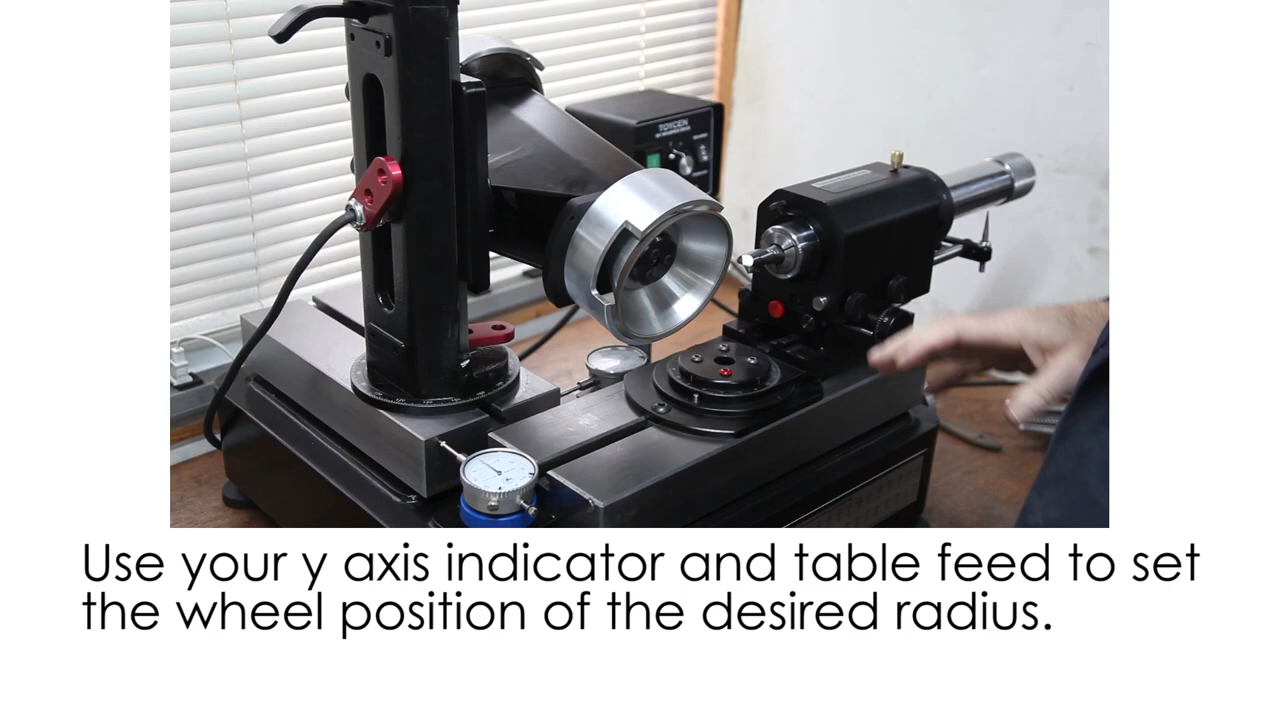 TOYCEN
Use your y axis indicator and table feed to set
the wheel position of the desired radius.